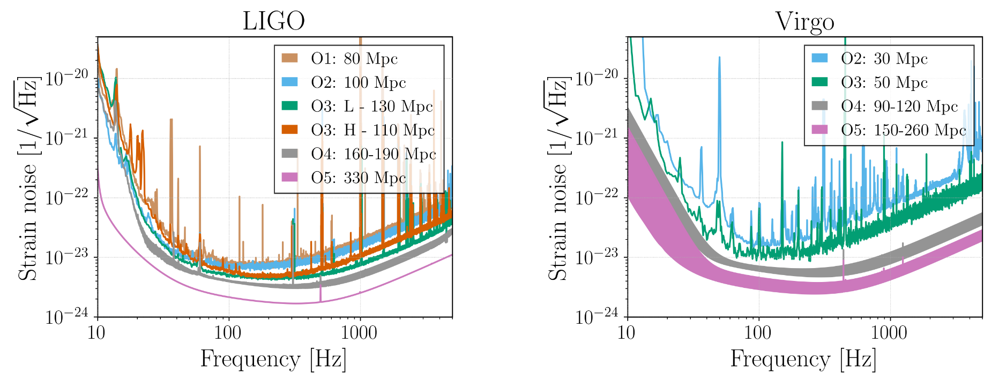 LIGO
Strain noise [1/√Hz]
10⁻²⁰
10⁻²¹
10⁻²²
10⁻²³
10⁻²⁴
O1: 80 Mpc
O2: 100 Mpc
O3: L - 130 Mpc
O3: H - 110 Mpc
O4: 160-190 Mpc
O5: 330 Mpc
10 100 1000
Frequency [Hz]
Virgo
Strain noise [1/√Hz]
10⁻²⁰
10⁻²¹
10⁻²²
10⁻²³
10⁻²⁴
O2: 30 Mpc
O3: 50 Mpc
O4: 90-120 Mpc
O5: 150-260 Mpc
10 100 1000
Frequency [Hz]